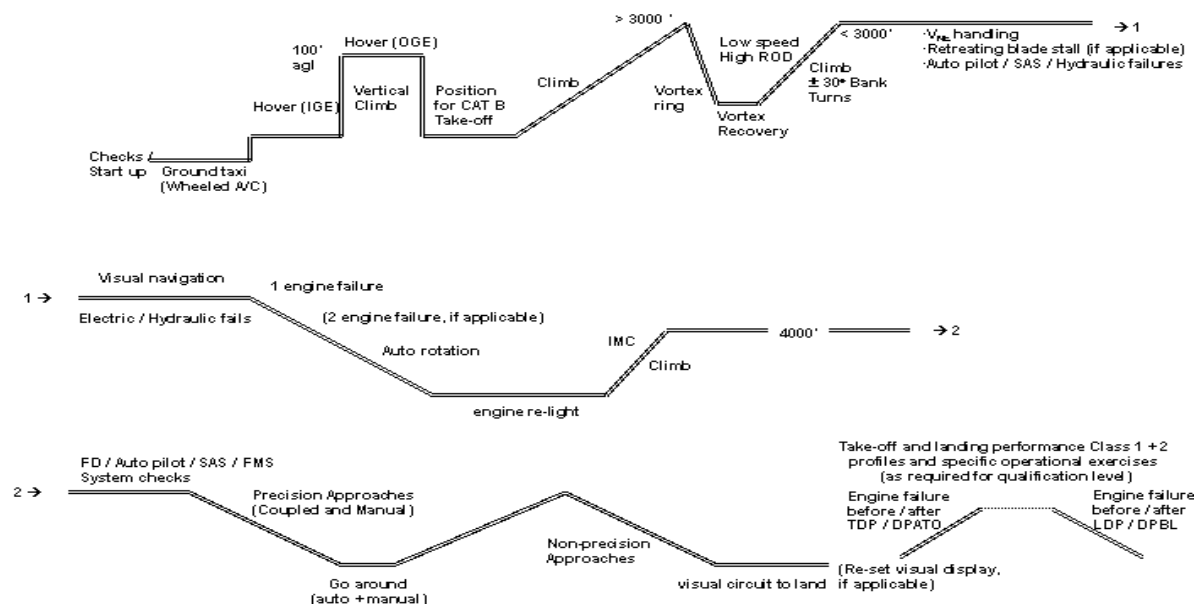 Checks /
Start up
Ground taxi
(Wheeled A/C)
Hover (IGE)
100'
agl
Hover (OGE)
Vertical
Climb
Position
for CAT B
Take-off
Climb
> 3000 '
Vortex
ring
Low speed
High ROD
Vortex
Recovery
Climb
± 30° Bank
Turns
< 3000'
·VNE handling
·Retreating blade stall (if applicable)
·Auto pilot / SAS / Hydraulic failures
→ 1
1 →
Visual navigation
Electric / Hydraulic fails
1 engine failure
(2 engine failure, if applicable)
Auto rotation
engine re-light
IMC
Climb
4000'
→ 2
2 →
FD / Auto pilot / SAS / FMS
System checks
Precision Approaches
(Coupled and Manual)
Go around
(auto + manual)
Non-precision
Approaches
visual circuit to land
(Re-set visual display,
if applicable)
Take-off and landing performance Class 1 + 2
profiles and specific operational exercises
(as required for qualification level)
Engine failure
before / after
TDP / DPATO
Engine failure
before / after
LDP / DPBL